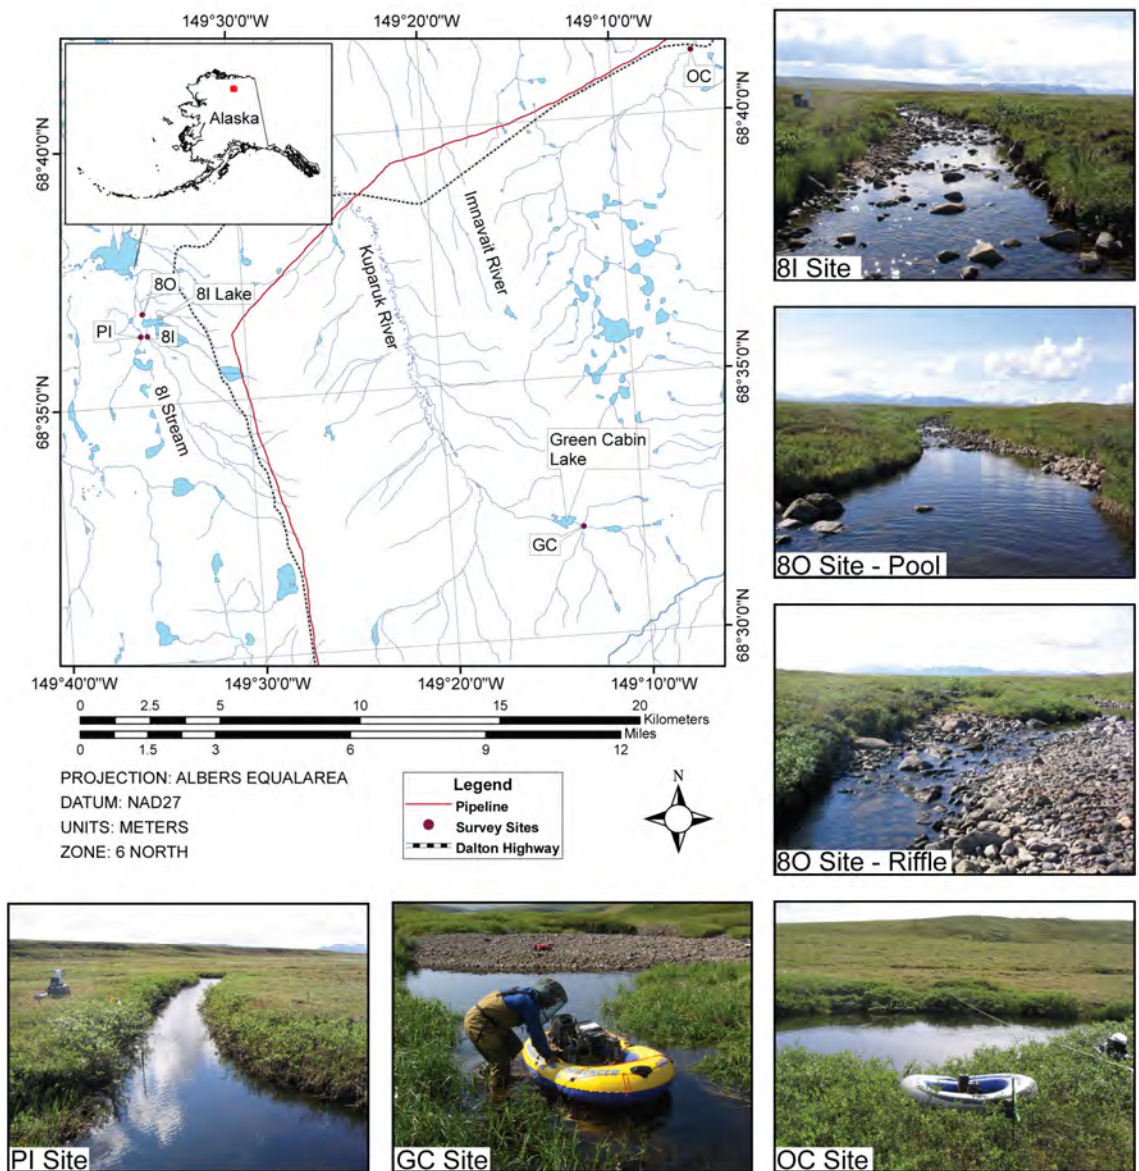 149°30'0"W
149°20'0"W
149°10'0"W
OC
Alaska
68°40'0"N
68°40'0"N
Imnavait River
Kuparuk River
8O
8I Lake
PI
8I
8I Stream
68°35'0"N
68°35'0"N
Green Cabin
Lake
GC
68°30'0"N
149°40'0"W
149°30'0"W
149°20'0"W
149°10'0"W
0
2.5
5
10
15
20
Kilometers
Miles
0
1.5
3
6
9
12
PROJECTION: ALBERS EQUALAREA
DATUM: NAD27
UNITS: METERS
ZONE: 6 NORTH
Legend
Pipeline
Survey Sites
Dalton Highway
N
8I Site
8O Site - Pool
8O Site - Riffle
PI Site
GC Site
OC Site